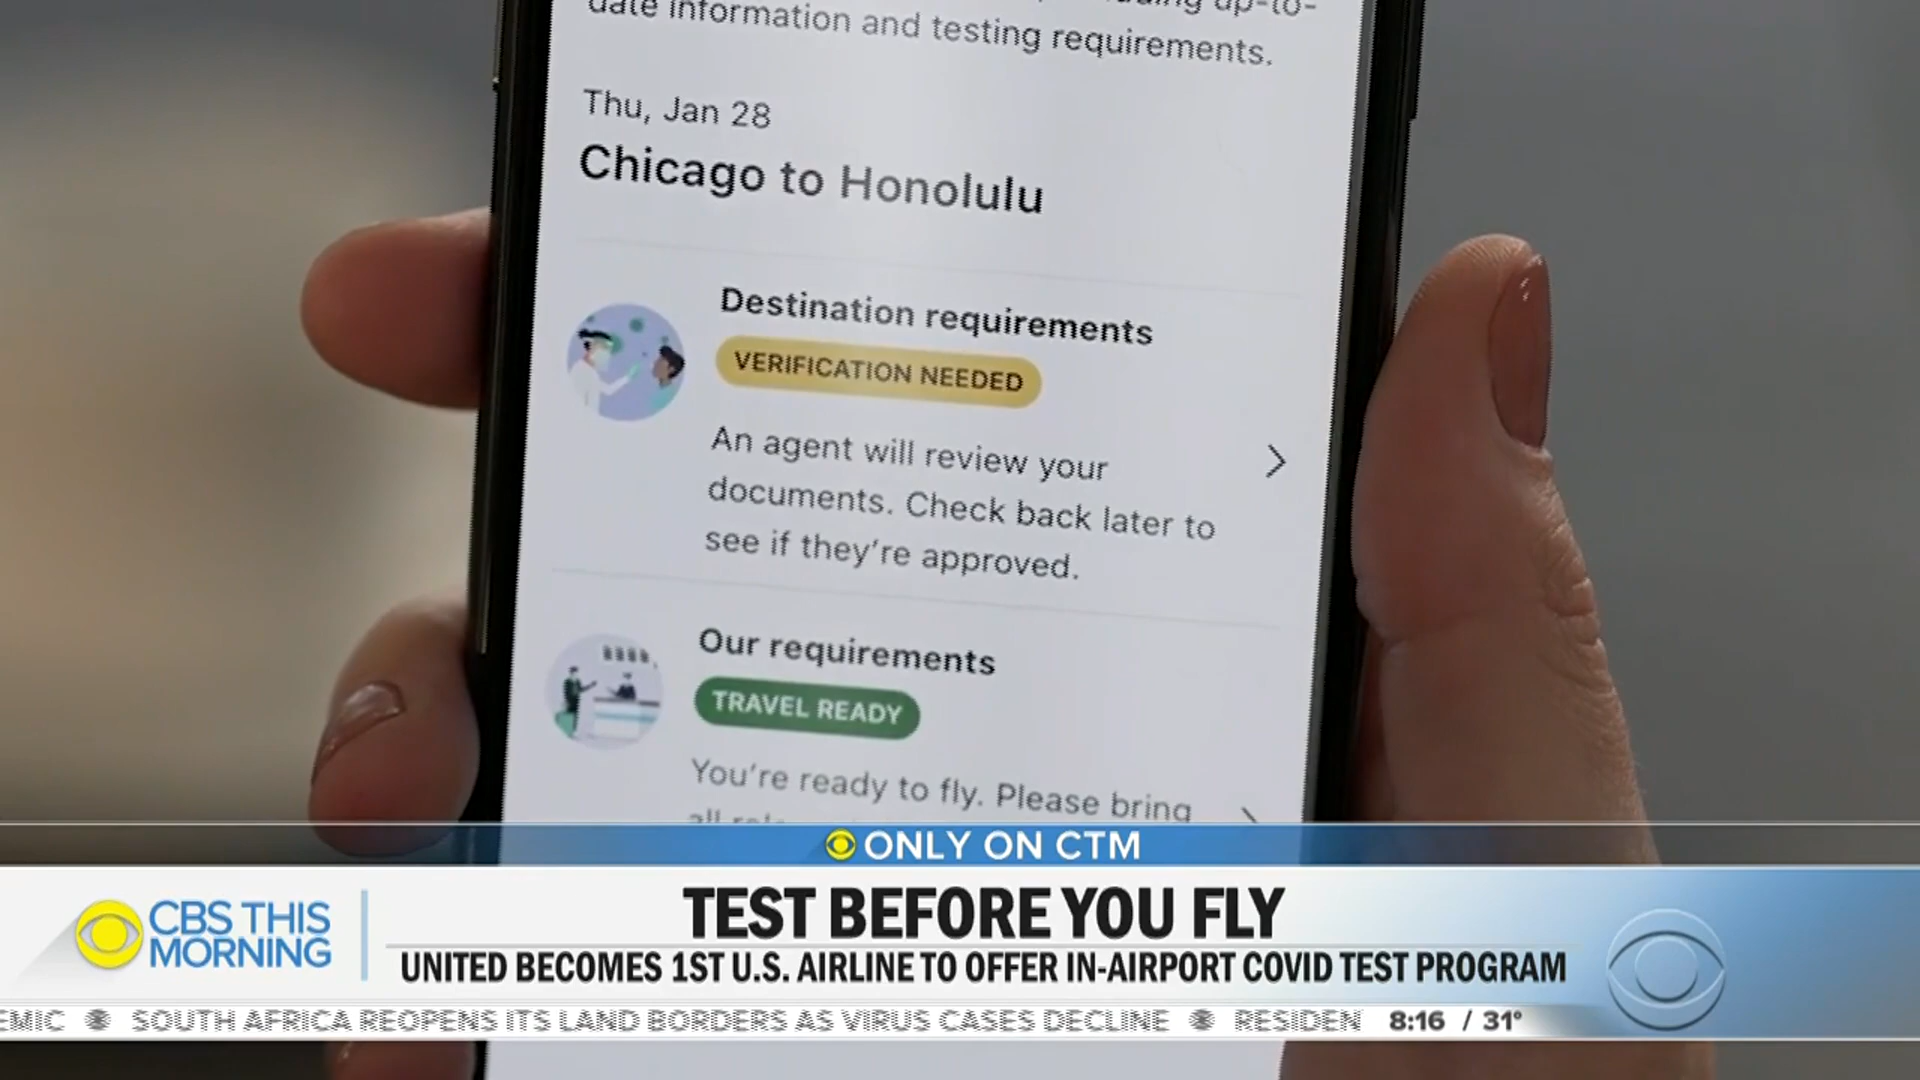 date information and testing requirements.
Thu, Jan 28
Chicago to Honolulu
Destination requirements
VERIFICATION NEEDED
An agent will review your
documents. Check back later to
see if they're approved.
Our requirements
TRAVEL READY
You're ready to fly. Please bring
all
ONLY ON CTM
CBS THIS
MORNING
TEST BEFORE YOU FLY
UNITED BECOMES 1ST U.S. AIRLINE TO OFFER IN-AIRPORT COVID TEST PROGRAM
EMIC SOUTH AFRICA REOPENS ITS LAND BORDERS AS VIRUS CASES DECLINE RESIDEN 8:16 / 31°